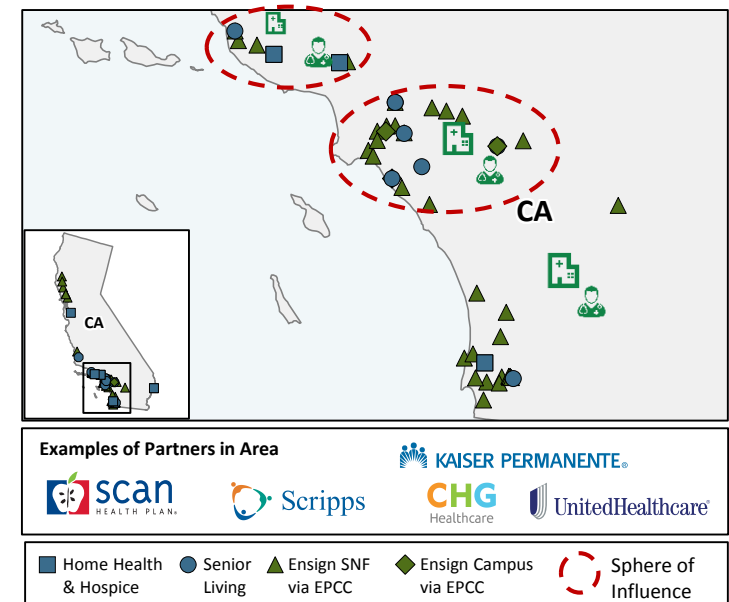 CA
CA
Examples of Partners in Area
KAISER PERMANENTE®
scan
HEALTH PLAN®
Scripps
CHG
Healthcare
UnitedHealthcare®
Home Health
& Hospice
Senior
Living
Ensign SNF
via EPCC
Ensign Campus
via EPCC
Sphere of
Influence